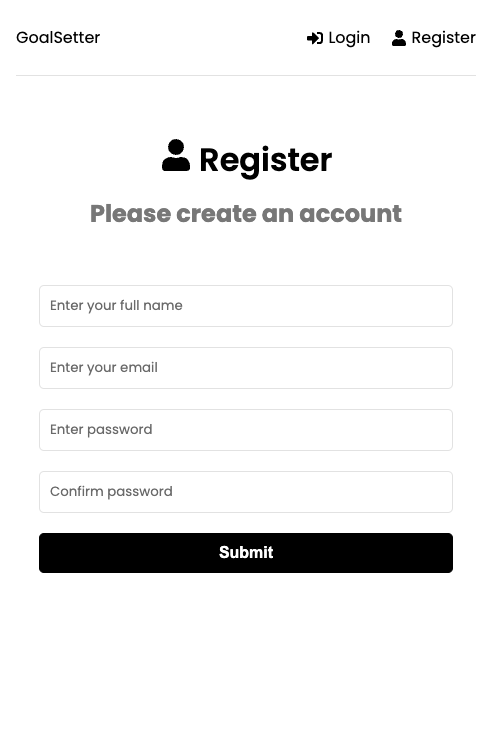 GoalSetter Login Register
Register
Please create an account
Enter your full name
Enter your email
Enter password
Confirm password
Submit